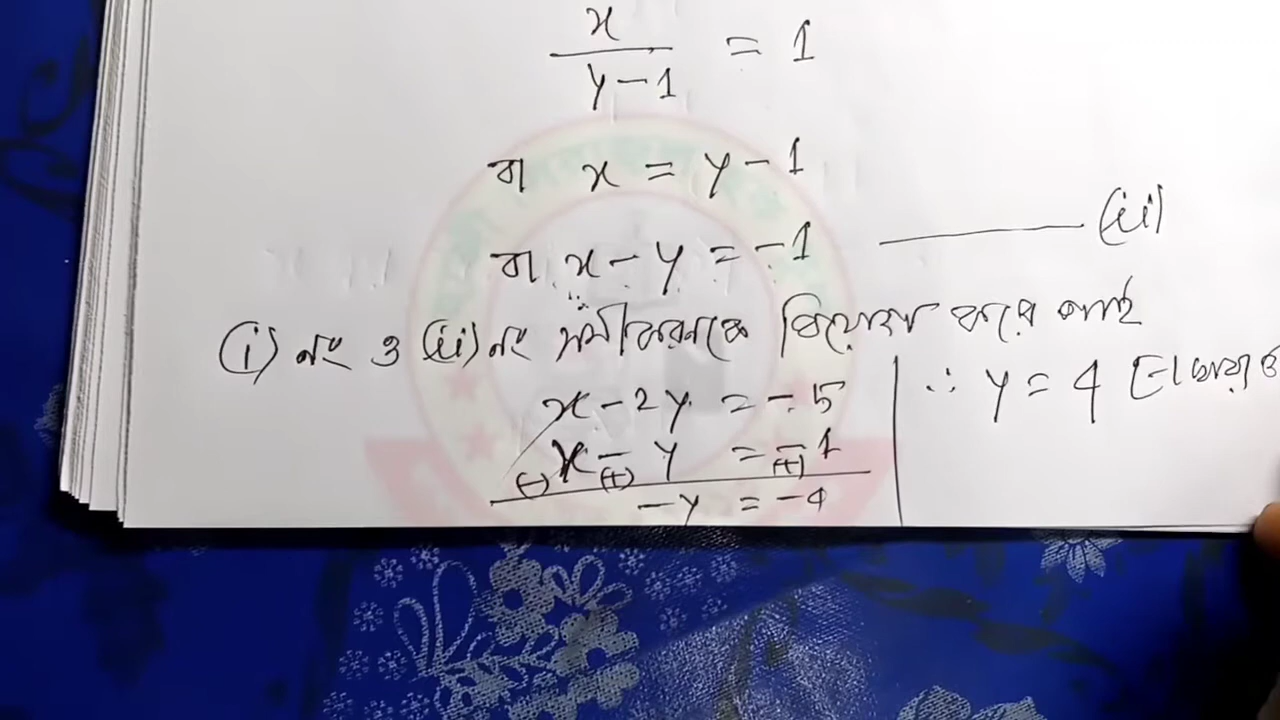 x / y-1 = 1
বা x = y-1
বা x-y = -1 ——— (ii)
(i) নং ও (ii) নং সমীকরণকে বিয়োগ করে পাই
x-2y = -5
x-y = -1
(-) (+) (+)
-y = -4
∴ y = 4